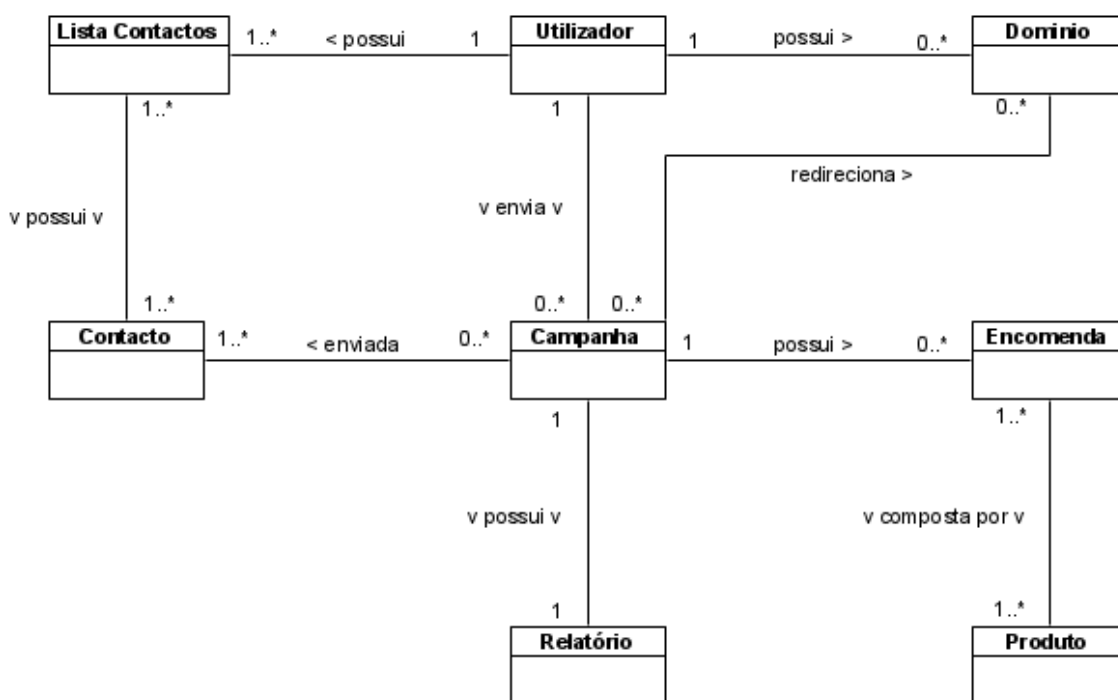 Lista Contactos
1..*
< possui
1
Utilizador
1
possui >
0..*
Dominio
1..*
1
0..*
redireciona >
v possui v
v envia v
1..*
0..*
0..*
Contacto
1..*
< enviada
0..*
Campanha
1
possui >
0..*
Encomenda
1
1..*
v possui v
v composta por v
1
1..*
Relatório
Produto